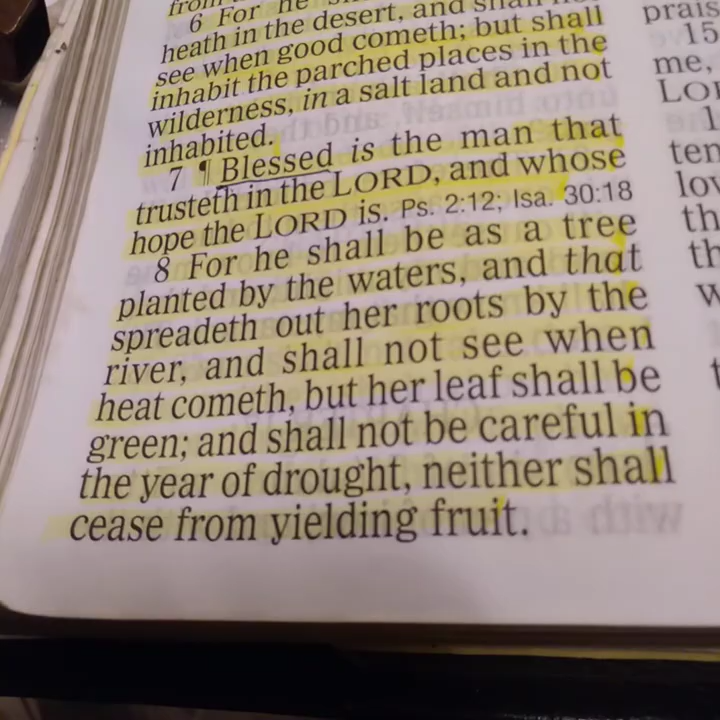 from
6 For he
heath in the desert, and shall not
see when good cometh; but shall
inhabit the parched places in the
wilderness, in a salt land and not
inhabited.
7 ¶ Blessed is the man that
trusteth in the LORD, and whose
hope the LORD is. Ps. 2:12; Isa. 30:18
8 For he shall be as a tree
planted by the waters, and that
spreadeth out her roots by the
river, and shall not see when
heat cometh, but her leaf shall be
green; and shall not be careful in
the year of drought, neither shall
cease from yielding fruit.
15
me,